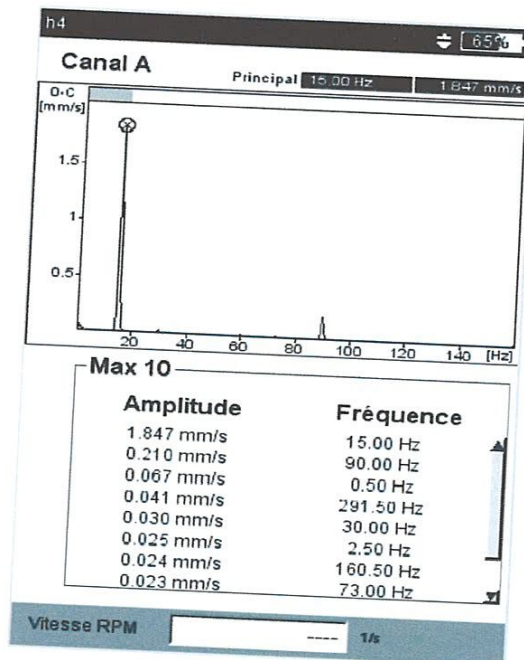 h4 65%
Canal A
Principal 15.00 Hz 1.847 mm/s
0-C
[mm/s]
1.5
1
0.5
20 40 60 80 100 120 140 [Hz]
Max 10
Amplitude Fréquence
1.847 mm/s 15.00 Hz
0.210 mm/s 90.00 Hz
0.067 mm/s 0.50 Hz
0.041 mm/s 291.50 Hz
0.030 mm/s 30.00 Hz
0.025 mm/s 2.50 Hz
0.024 mm/s 160.50 Hz
0.023 mm/s 73.00 Hz
Vitesse RPM ---- 1/s